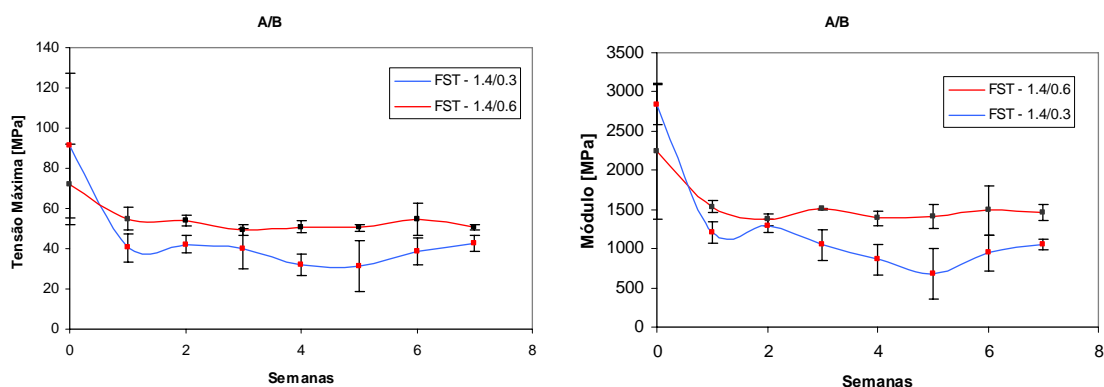 A/B
140
120
100
80
60
40
20
0
0 2 4 6 8
Semanas
Tensão Máxima [MPa]
FST - 1.4/0.3
FST - 1.4/0.6
A/B
3500
3000
2500
2000
1500
1000
500
0
0 2 4 6 8
Semanas
Módulo [MPa]
FST - 1.4/0.6
FST - 1.4/0.3